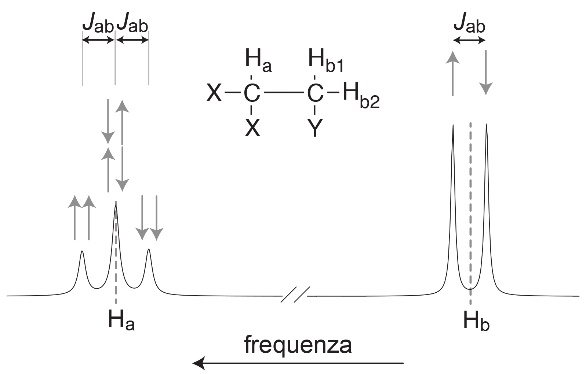 Jab Jab
Jab
Ha Hb1
X C C Hb2
X Y
Ha
Hb
frequenza